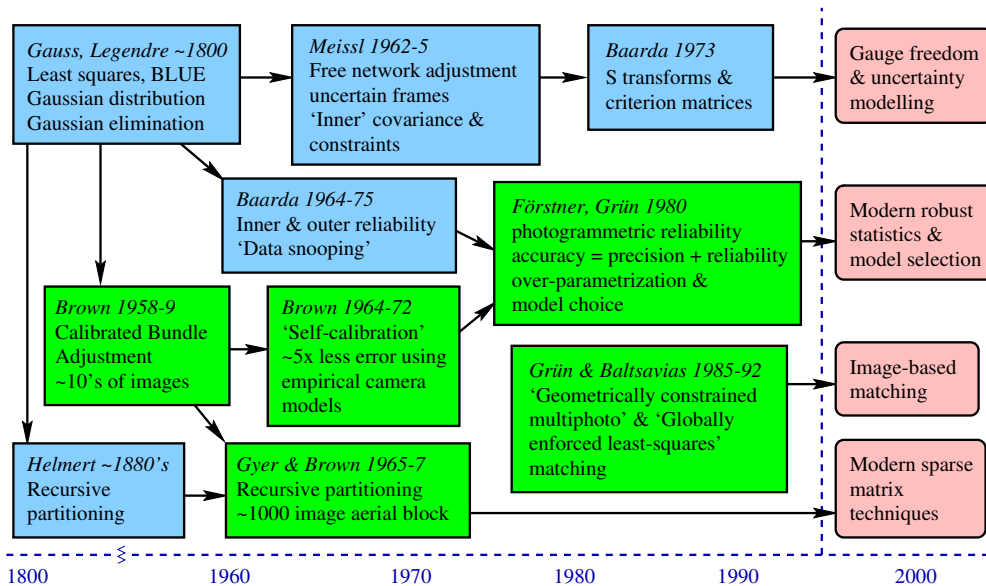 Gauss, Legendre ~1800
Least squares, BLUE
Gaussian distribution
Gaussian elimination
Meissl 1962-5
Free network adjustment
uncertain frames
‘Inner’ covariance &
constraints
Baarda 1973
S transforms &
criterion matrices
Gauge freedom
& uncertainty
modelling
Baarda 1964-75
Inner & outer reliability
‘Data snooping’
Förstner, Grün 1980
photogrammetric reliability
accuracy = precision + reliability
over-parametrization &
model choice
Modern robust
statistics &
model selection
Brown 1958-9
Calibrated Bundle
Adjustment
~10's of images
Brown 1964-72
‘Self-calibration’
~5x less error using
empirical camera
models
Grün & Baltsavias 1985-92
‘Geometrically constrained
multiphoto’ & ‘Globally
enforced least-squares’
matching
Image-based
matching
Helmert ~1880's
Recursive
partitioning
Gyer & Brown 1965-7
Recursive partitioning
~1000 image aerial block
Modern sparse
matrix
techniques
1800 1960 1970 1980 1990 2000